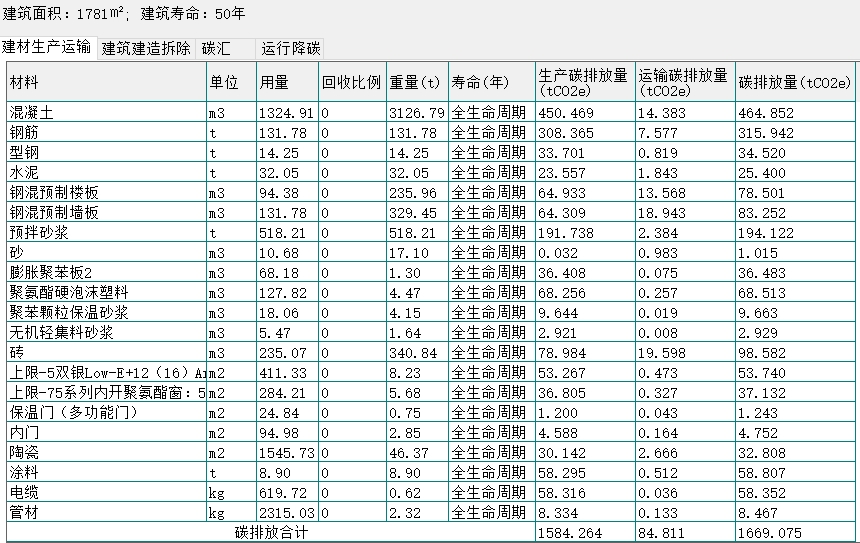 建筑面积：1781㎡; 建筑寿命：50年
建材生产运输 建筑建造拆除 碳汇 运行降碳
材料 单位 用量 回收比例 重量(t) 寿命(年) 生产碳排放量(tCO2e) 运输碳排放量(tCO2e) 碳排放量(tCO2e)
混凝土 m3 1324.91 0 3126.79 全生命周期 450.469 14.383 464.852
钢筋 t 131.78 0 131.78 全生命周期 308.365 7.577 315.942
型钢 t 14.25 0 14.25 全生命周期 33.701 0.819 34.520
水泥 t 32.05 0 32.05 全生命周期 23.557 1.843 25.400
钢混预制楼板 m3 94.38 0 235.96 全生命周期 64.933 13.568 78.501
钢混预制墙板 m3 131.78 0 329.45 全生命周期 64.309 18.943 83.252
预拌砂浆 t 518.21 0 518.21 全生命周期 191.738 2.384 194.122
砂 m3 10.68 0 17.10 全生命周期 0.032 0.983 1.015
膨胀聚苯板2 m3 68.18 0 1.30 全生命周期 36.408 0.075 36.483
聚氨酯硬泡沫塑料 m3 127.82 0 4.47 全生命周期 68.256 0.257 68.513
聚苯颗粒保温砂浆 m3 18.06 0 4.15 全生命周期 9.644 0.019 9.663
无机轻集料砂浆 m3 5.47 0 1.64 全生命周期 2.921 0.008 2.929
砖 m3 235.07 0 340.84 全生命周期 78.984 19.598 98.582
上限-5双银Low-E+12（16）A m2 411.33 0 8.23 全生命周期 53.267 0.473 53.740
上限-75系列内开聚氨酯窗：5 m2 284.21 0 5.68 全生命周期 36.805 0.327 37.132
保温门（多功能门） m2 24.84 0 0.75 全生命周期 1.200 0.043 1.243
内门 m2 94.98 0 2.85 全生命周期 4.588 0.164 4.752
陶瓷 m2 1545.73 0 46.37 全生命周期 30.142 2.666 32.808
涂料 t 8.90 0 8.90 全生命周期 58.295 0.512 58.807
电缆 kg 619.72 0 0.62 全生命周期 58.316 0.036 58.352
管材 kg 2315.03 0 2.32 全生命周期 8.334 0.133 8.467
碳排放合计 1584.264 84.811 1669.075